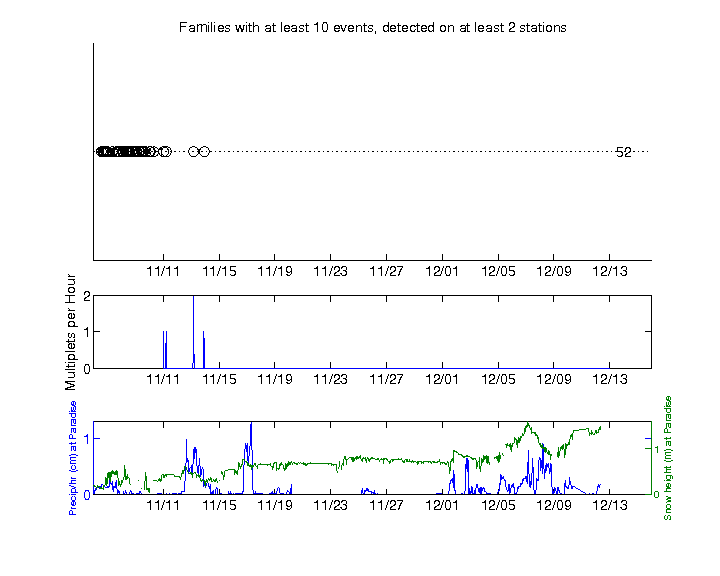 Families with at least 10 events, detected on at least 2 stations
52
11/11 11/15 11/19 11/23 11/27 12/01 12/05 12/09 12/13
Multiplets per Hour
2
1
0
11/11 11/15 11/19 11/23 11/27 12/01 12/05 12/09 12/13
Precip/hr (cm) at Paradise
1
0
Snow height (m) at Paradise
1
0
11/11 11/15 11/19 11/23 11/27 12/01 12/05 12/09 12/13